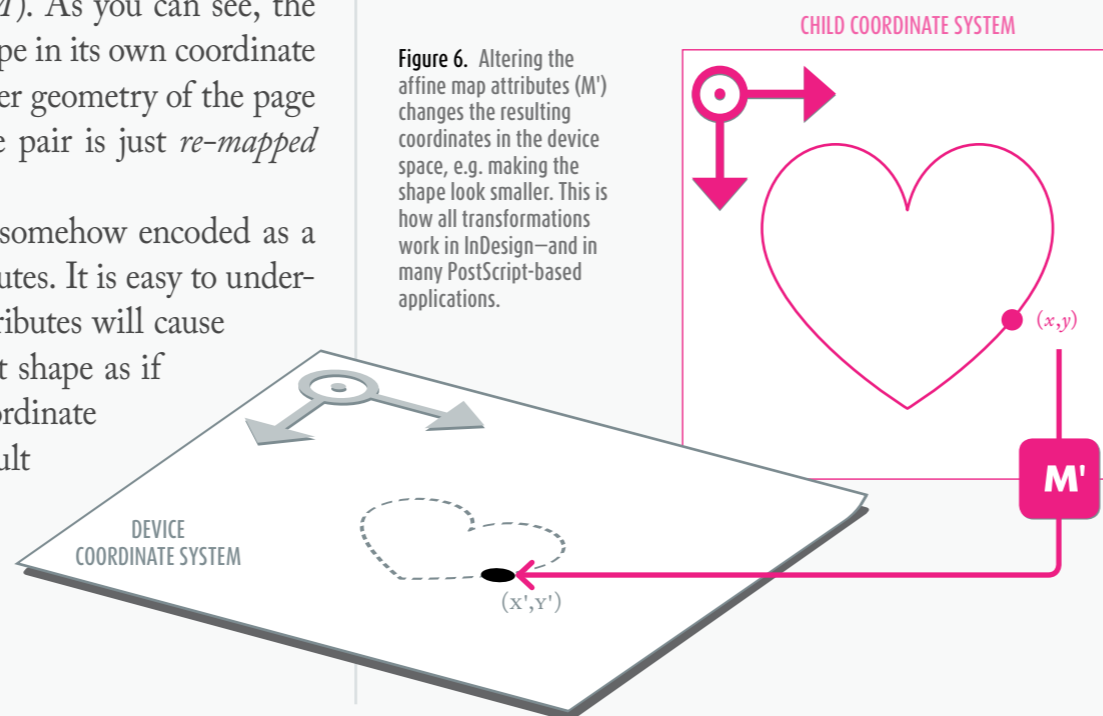 ). As you can see, the
pe in its own coordinate
er geometry of the page
e pair is just re-mapped
somehow encoded as a
utes. It is easy to under-
ributes will cause
t shape as if
ordinate
ult
Figure 6. Altering the
affine map attributes (M')
changes the resulting
coordinates in the device
space, e.g. making the
shape look smaller. This is
how all transformations
work in InDesign—and in
many PostScript-based
applications.
CHILD COORDINATE SYSTEM
(x,y)
M'
DEVICE
COORDINATE SYSTEM
(X',Y')